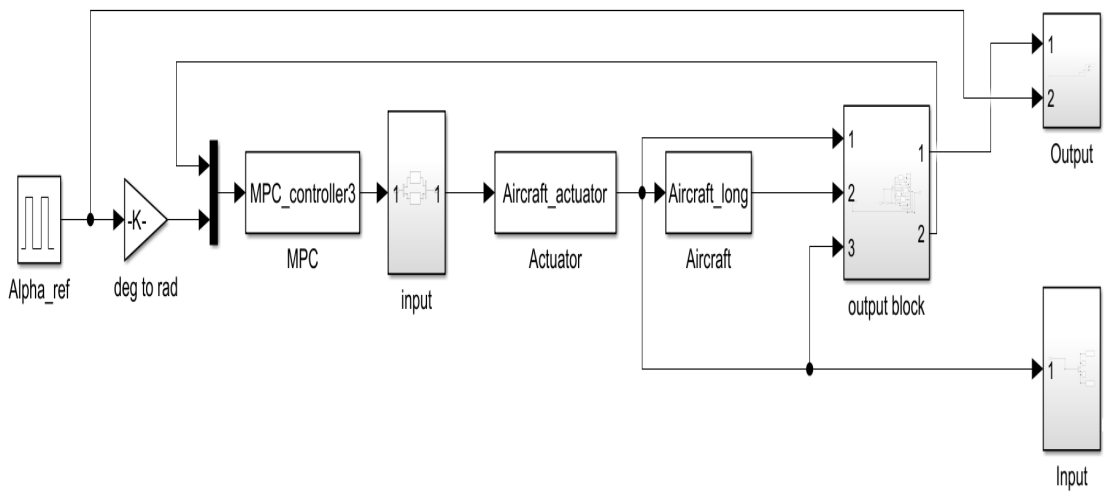 1
2
Output
1
2
3
1
2
output block
MPC_controller3
MPC
1
1
input
Aircraft_actuator
Actuator
Aircraft_long
Aircraft
-K-
deg to rad
Alpha_ref
1
Input